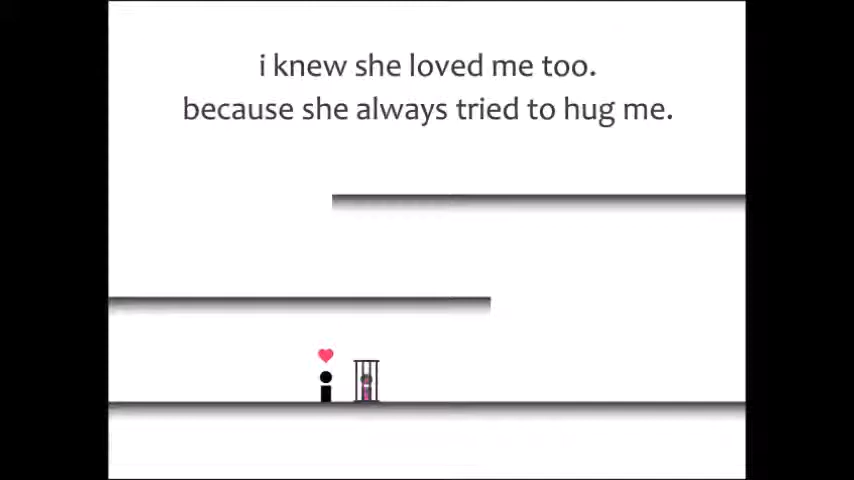 i knew she loved me too.
because she always tried to hug me.